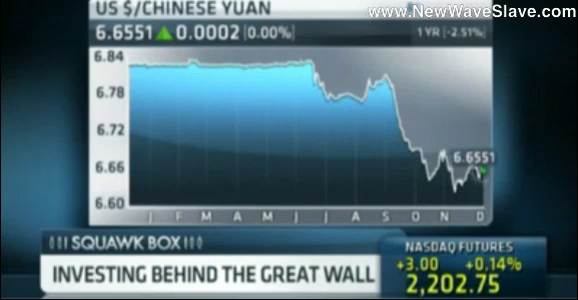 www.NewWaveSlave.com
US $/CHINESE YUAN
6.6551 0.0002 |0.00%| 1 YR |-2.51%|
6.84
6.78
6.72
6.66
6.60
6.6551
J F M A M J J A S O N D
SQUAWK BOX
INVESTING BEHIND THE GREAT WALL
NASDAQ FUTURES
+3.00 +0.14%
2,202.75